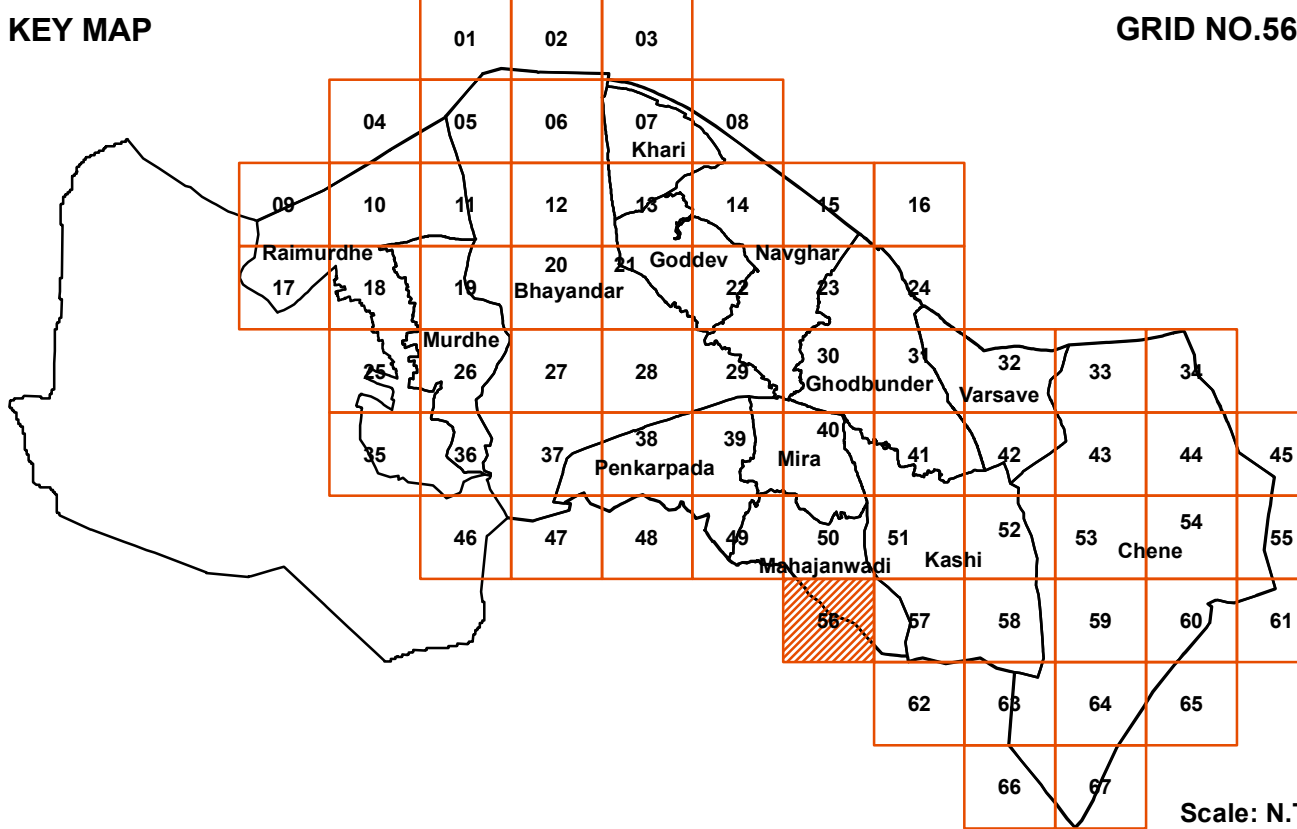 KEY MAP
GRID NO.56
01 02 03
04 05 06 07 08
Khari
09 10 11 12 13 14 15 16
Raimurdhe Goddev Navghar
17 18 19 20 21 22 23 24
Bhayandar
Murdhe
25 26 27 28 29 30 31 32 33 34
Ghodbunder Varsave
35 36 37 38 39 40 41 42 43 44 45
Penkarpada Mira
46 47 48 49 50 51 52 53 54 55
Mahajanwadi Kashi Chene
56 57 58 59 60 61
62 63 64 65
66 67
Scale: N.